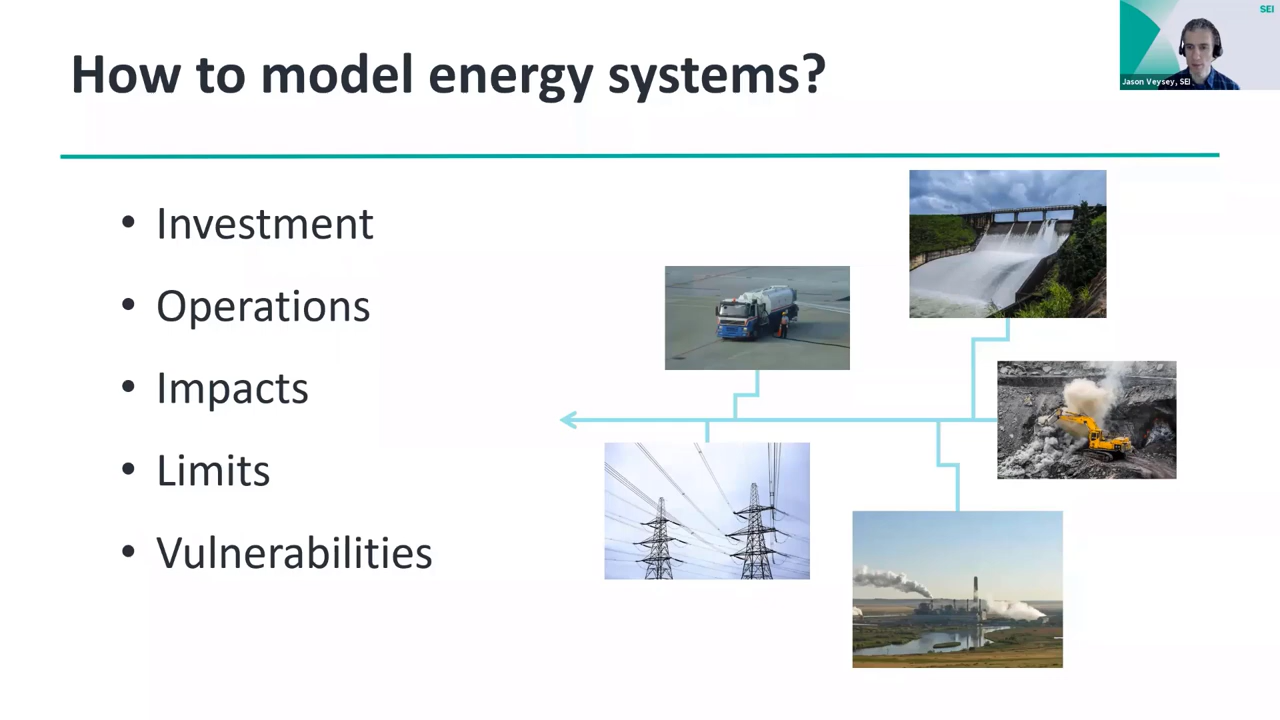 How to model energy systems?
SEI
Jason Veysey, SEI
• Investment
• Operations
• Impacts
• Limits
• Vulnerabilities